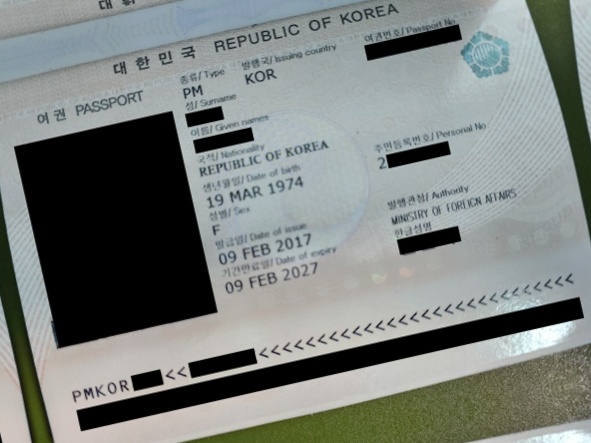 대한민국 REPUBLIC OF KOREA
여권 PASSPORT
종류/ Type 발행국/ Issuing country 여권번호/ Passport No.
PM KOR
성/ Surname
이름/ Given names
국적/ Nationality 주민등록번호/ Personal No
REPUBLIC OF KOREA 2
생년월일/ Date of birth
19 MAR 1974
성별/ Sex 발행관청/ Authority
F MINISTRY OF FOREIGN AFFAIRS
발급일/ Date of issue 한글성명
09 FEB 2017
기간만료일/ Date of expiry
09 FEB 2027
PMKOR << <<<<<<<<<<<<<<<<<<<<<<<<<<<<<